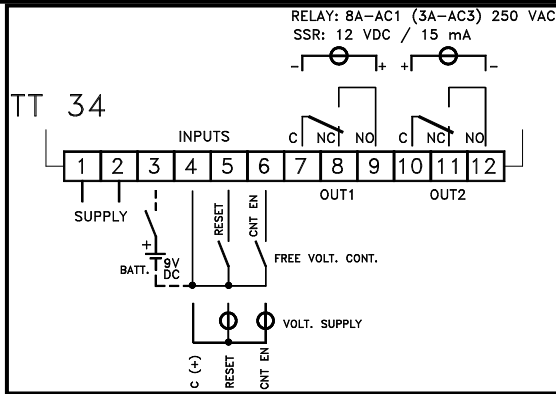 RELAY: 8A-AC1 (3A-AC3) 250 VAC
SSR: 12 VDC / 15 mA
- + + -
TT 34
INPUTS
C NC NO C NC NO
1 2 3 4 5 6 7 8 9 10 11 12
OUT1 OUT2
SUPPLY
RESET
CNT EN
+
BATT.
9V
DC
FREE VOLT. CONT.
VOLT. SUPPLY
C (+)
RESET
CNT EN